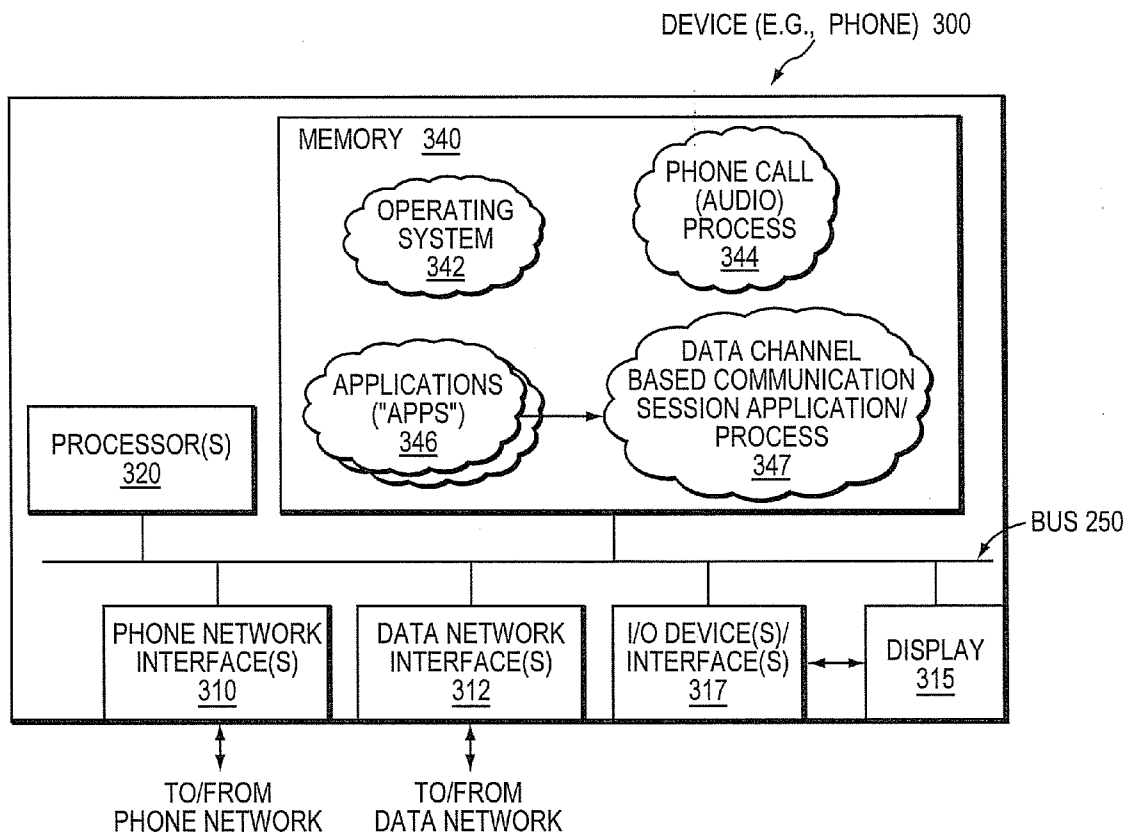 DEVICE (E.G., PHONE) 300
MEMORY 340
OPERATING
SYSTEM
342
PHONE CALL
(AUDIO)
PROCESS
344
APPLICATIONS
("APPS")
346
DATA CHANNEL
BASED COMMUNICATION
SESSION APPLICATION/
PROCESS
347
PROCESSOR(S)
320
BUS 250
PHONE NETWORK
INTERFACE(S)
310
DATA NETWORK
INTERFACE(S)
312
I/O DEVICE(S)/
INTERFACE(S)
317
DISPLAY
315
TO/FROM
PHONE NETWORK
TO/FROM
DATA NETWORK